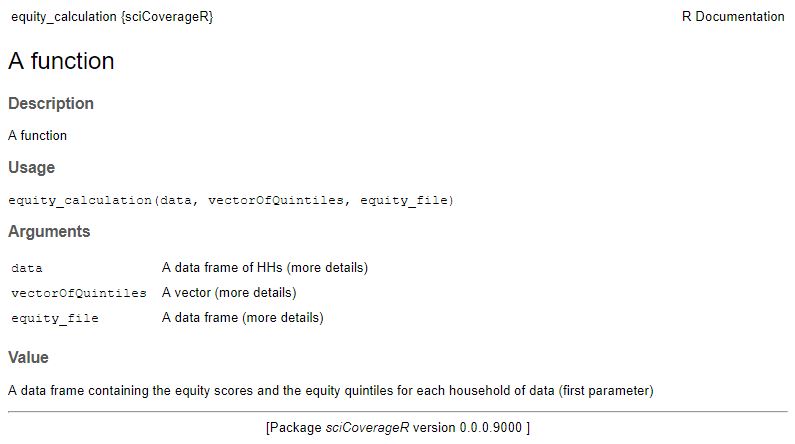 equity_calculation {sciCoverageR} R Documentation
A function
Description
A function
Usage
equity_calculation(data, vectorOfQuintiles, equity_file)
Arguments
data A data frame of HHs (more details)
vectorOfQuintiles A vector (more details)
equity_file A data frame (more details)
Value
A data frame containing the equity scores and the equity quintiles for each household of data (first parameter)
[Package sciCoverageR version 0.0.0.9000 ]